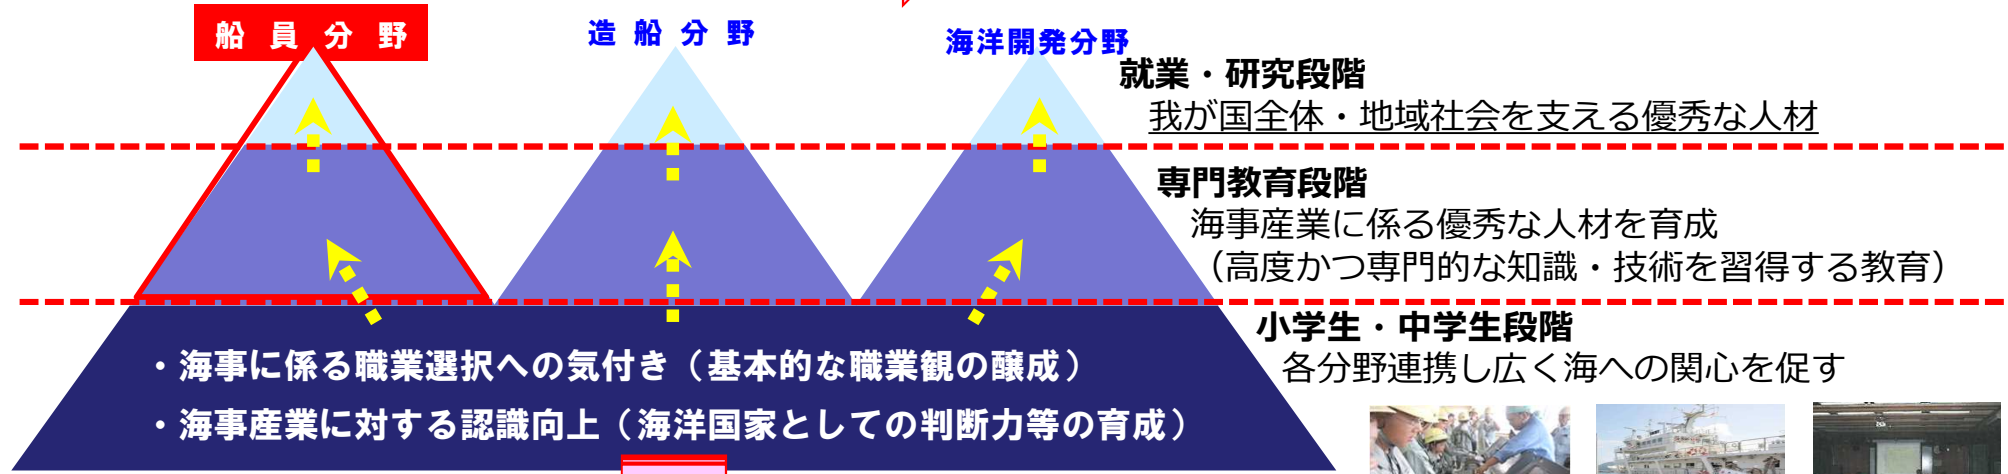 船員分野
造船分野
海洋開発分野
就業・研究段階
我が国全体・地域社会を支える優秀な人材
専門教育段階
海事産業に係る優秀な人材を育成
（高度かつ専門的な知識・技術を習得する教育）
小学生・中学生段階
各分野連携し広く海への関心を促す
・海事に係る職業選択への気付き（基本的な職業観の醸成）
・海事産業に対する認識向上（海洋国家としての判断力等の育成）